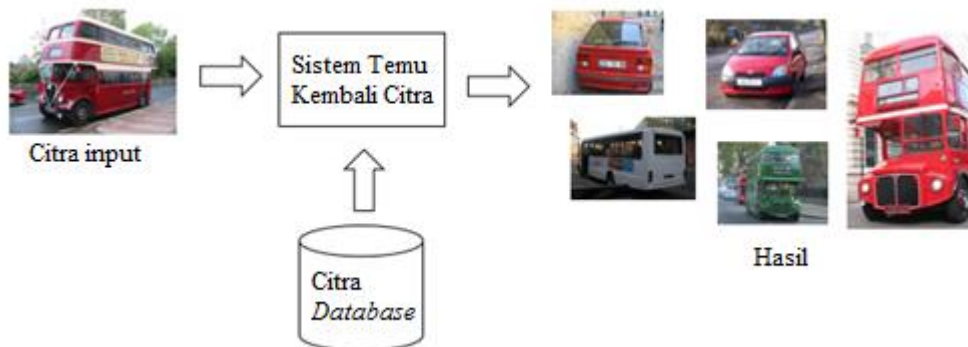 Citra input
Sistem Temu
Kembali Citra
Citra
Database
Hasil